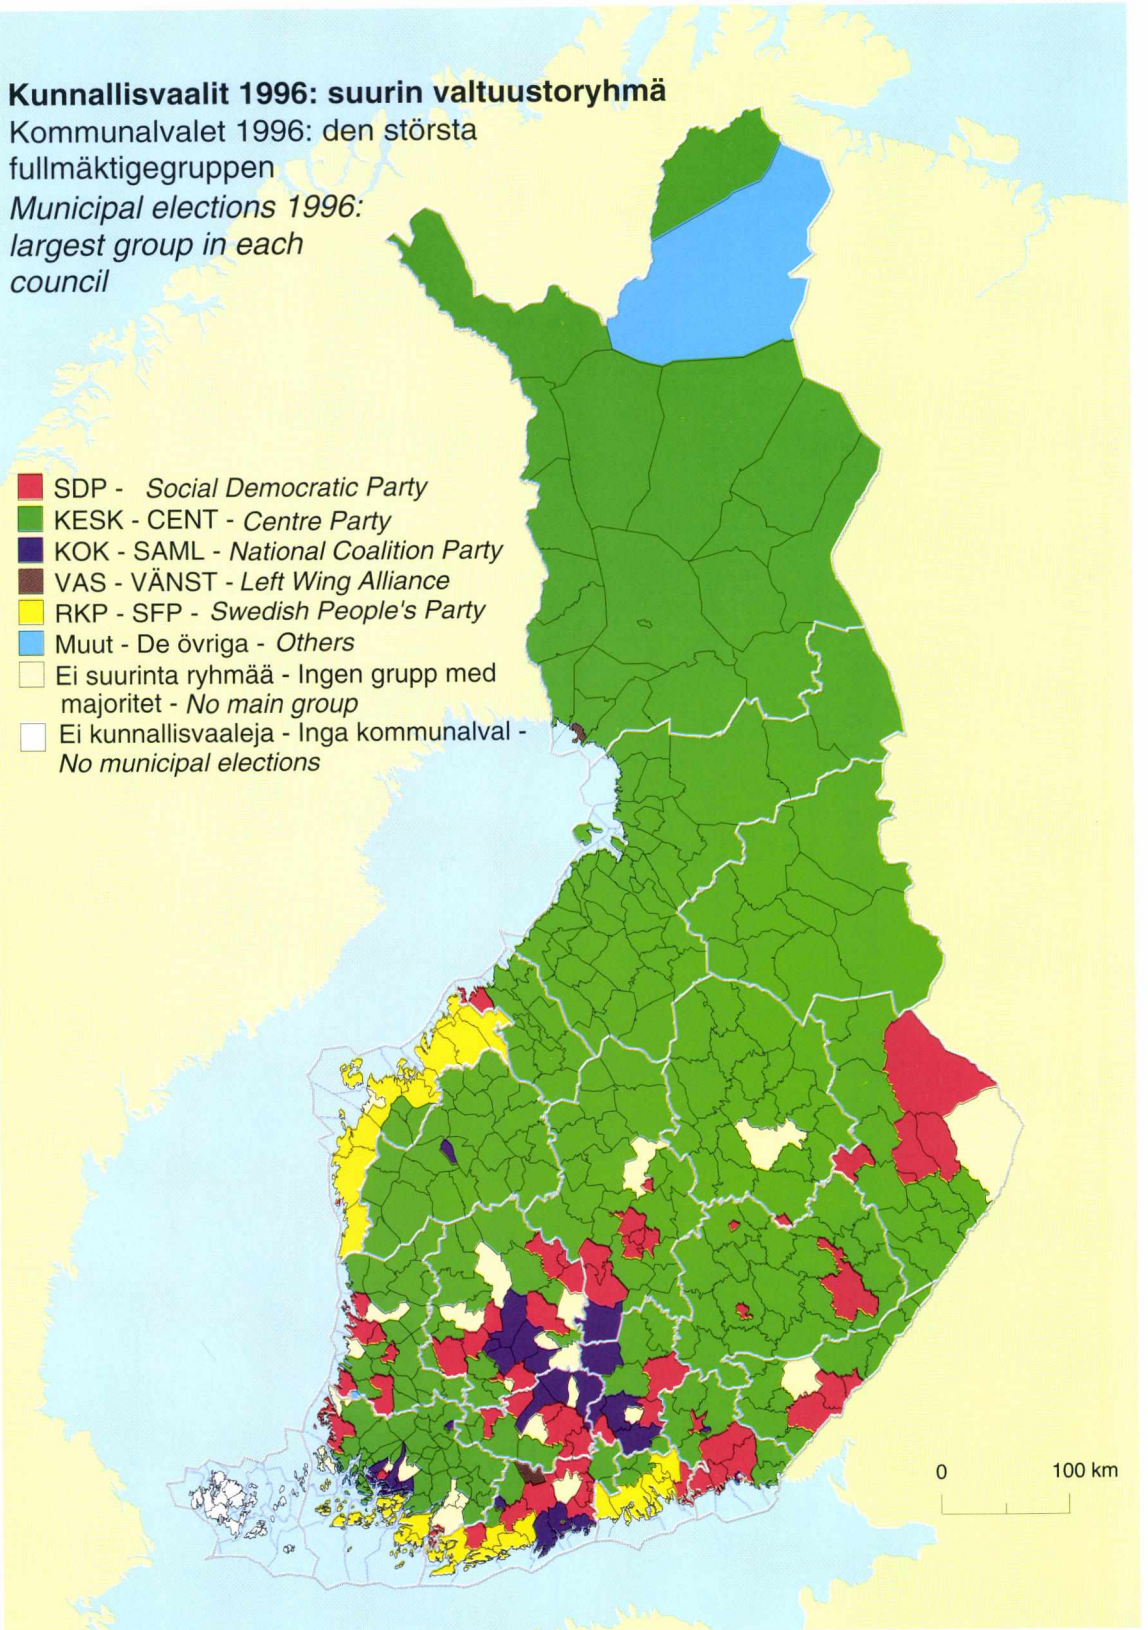 Kunnallisvaalit 1996: suurin valtuustoryhmä
Kommunalvalet 1996: den största
fullmäktigegruppen
Municipal elections 1996:
largest group in each
council
SDP - Social Democratic Party
KESK - CENT - Centre Party
KOK - SAML - National Coalition Party
VAS - VÄNST - Left Wing Alliance
RKP - SFP - Swedish People's Party
Muut - De övriga - Others
Ei suurinta ryhmää - Ingen grupp med
majoritet - No main group
Ei kunnallisvaaleja - Inga kommunalval -
No municipal elections
0 100 km